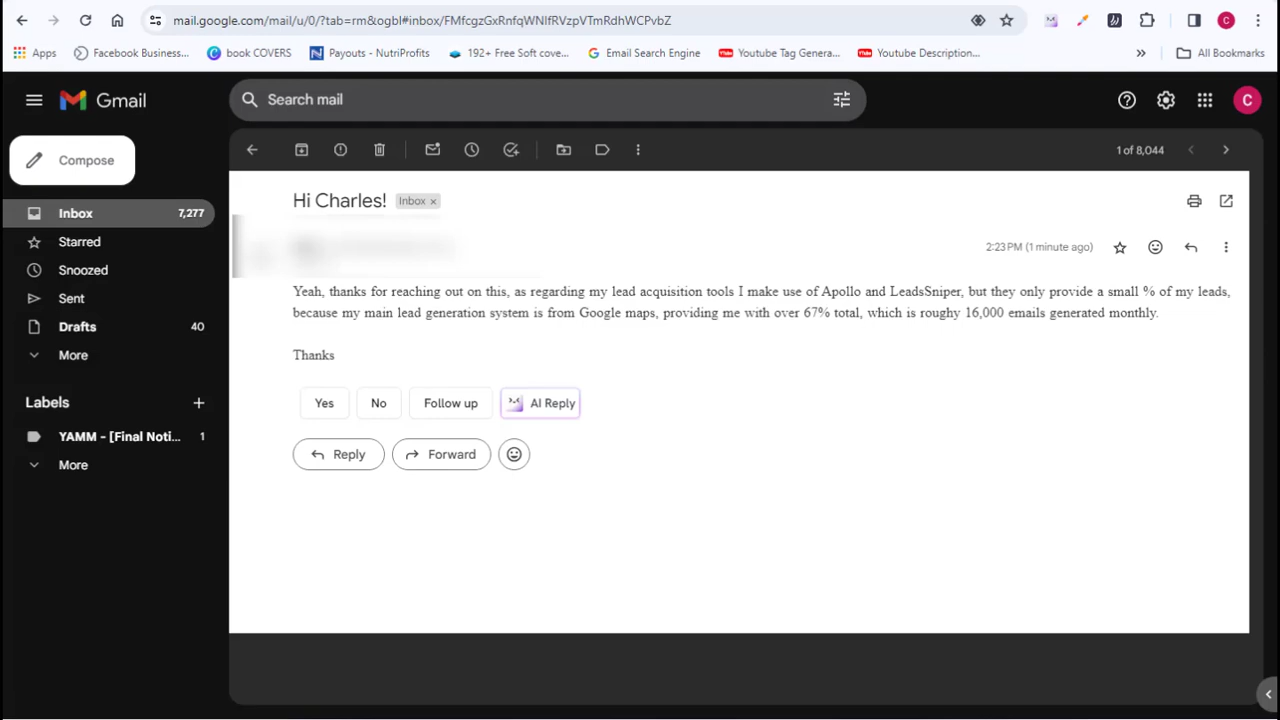 mail.google.com/mail/u/0/?tab=rm&ogbl#inbox/FMfcgzGxRnfqWNlfRVzpVTmRdhWCPvbZ
C
Apps Facebook Business... book COVERS Payouts - NutriProfits 192+ Free Soft cove... Email Search Engine Youtube Tag Genera... Youtube Description... » All Bookmarks
Gmail
Search mail
C
Compose
1 of 8,044
Inbox 7,277
Starred
Snoozed
Sent
Drafts 40
More
Labels +
YAMM - [Final Noti... 1
More
Hi Charles! Inbox ×
2:23 PM (1 minute ago)
Yeah, thanks for reaching out on this, as regarding my lead acquisition tools I make use of Apollo and LeadsSniper, but they only provide a small % of my leads,
because my main lead generation system is from Google maps, providing me with over 67% total, which is roughy 16,000 emails generated monthly.
Thanks
Yes No Follow up AI Reply
Reply Forward